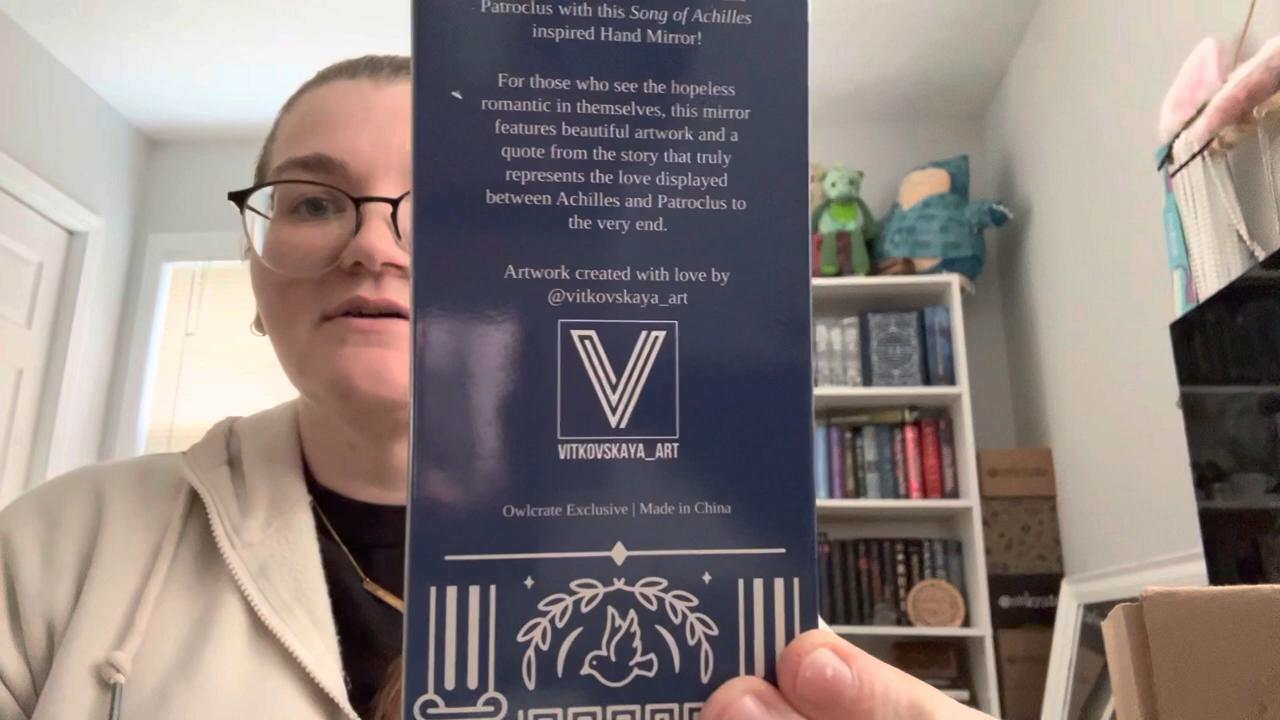 Patroclus with this Song of Achilles
inspired Hand Mirror!
For those who see the hopeless
romantic in themselves, this mirror
features beautiful artwork and a
quote from the story that truly
represents the love displayed
between Achilles and Patroclus to
the very end.
Artwork created with love by
@vitkovskaya_art
V
VITKOVSKAYA_ART
Owlcrate Exclusive | Made in China